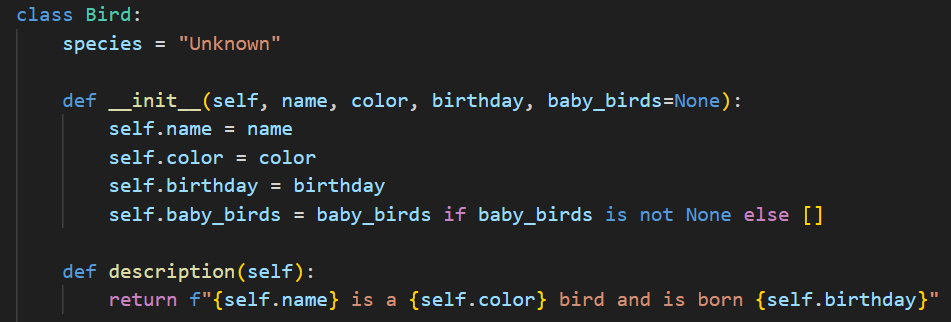 class Bird:
    species = "Unknown"

    def __init__(self, name, color, birthday, baby_birds=None):
        self.name = name
        self.color = color
        self.birthday = birthday
        self.baby_birds = baby_birds if baby_birds is not None else []

    def description(self):
        return f"{self.name} is a {self.color} bird and is born {self.birthday}"